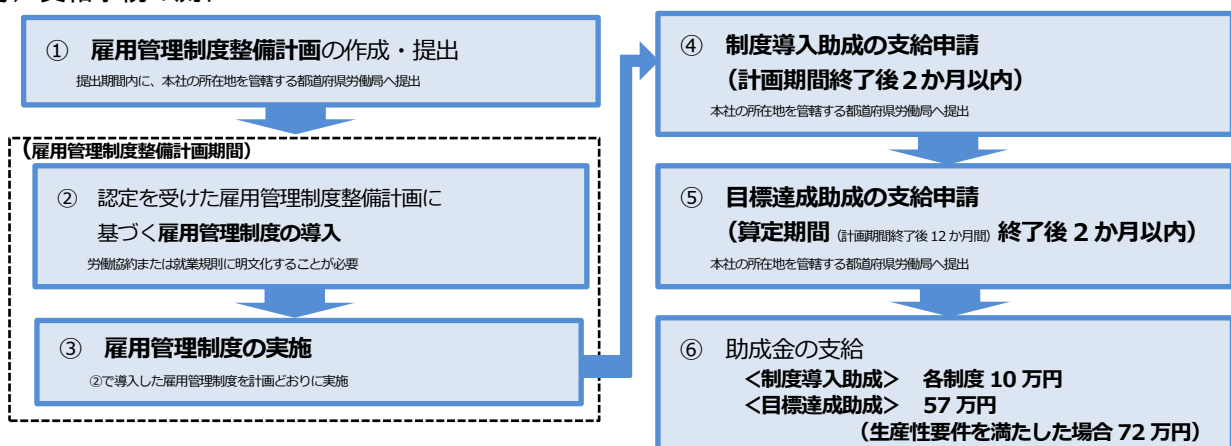 ① 雇用管理制度整備計画の作成・提出
提出期間内に、本社の所在地を管轄する都道府県労働局へ提出
(雇用管理制度整備計画期間)
② 認定を受けた雇用管理制度整備計画に
基づく雇用管理制度の導入
労働協約または就業規則に明文化することが必要
③ 雇用管理制度の実施
②で導入した雇用管理制度を計画どおりに実施
④ 制度導入助成の支給申請
(計画期間終了後2か月以内)
本社の所在地を管轄する都道府県労働局へ提出
⑤ 目標達成助成の支給申請
(算定期間 (計画期間終了後 12 か月間) 終了後 2 か月以内)
本社の所在地を管轄する都道府県労働局へ提出
⑥ 助成金の支給
<制度導入助成> 各制度 10 万円
<目標達成助成> 57 万円
(生産性要件を満たした場合 72 万円)